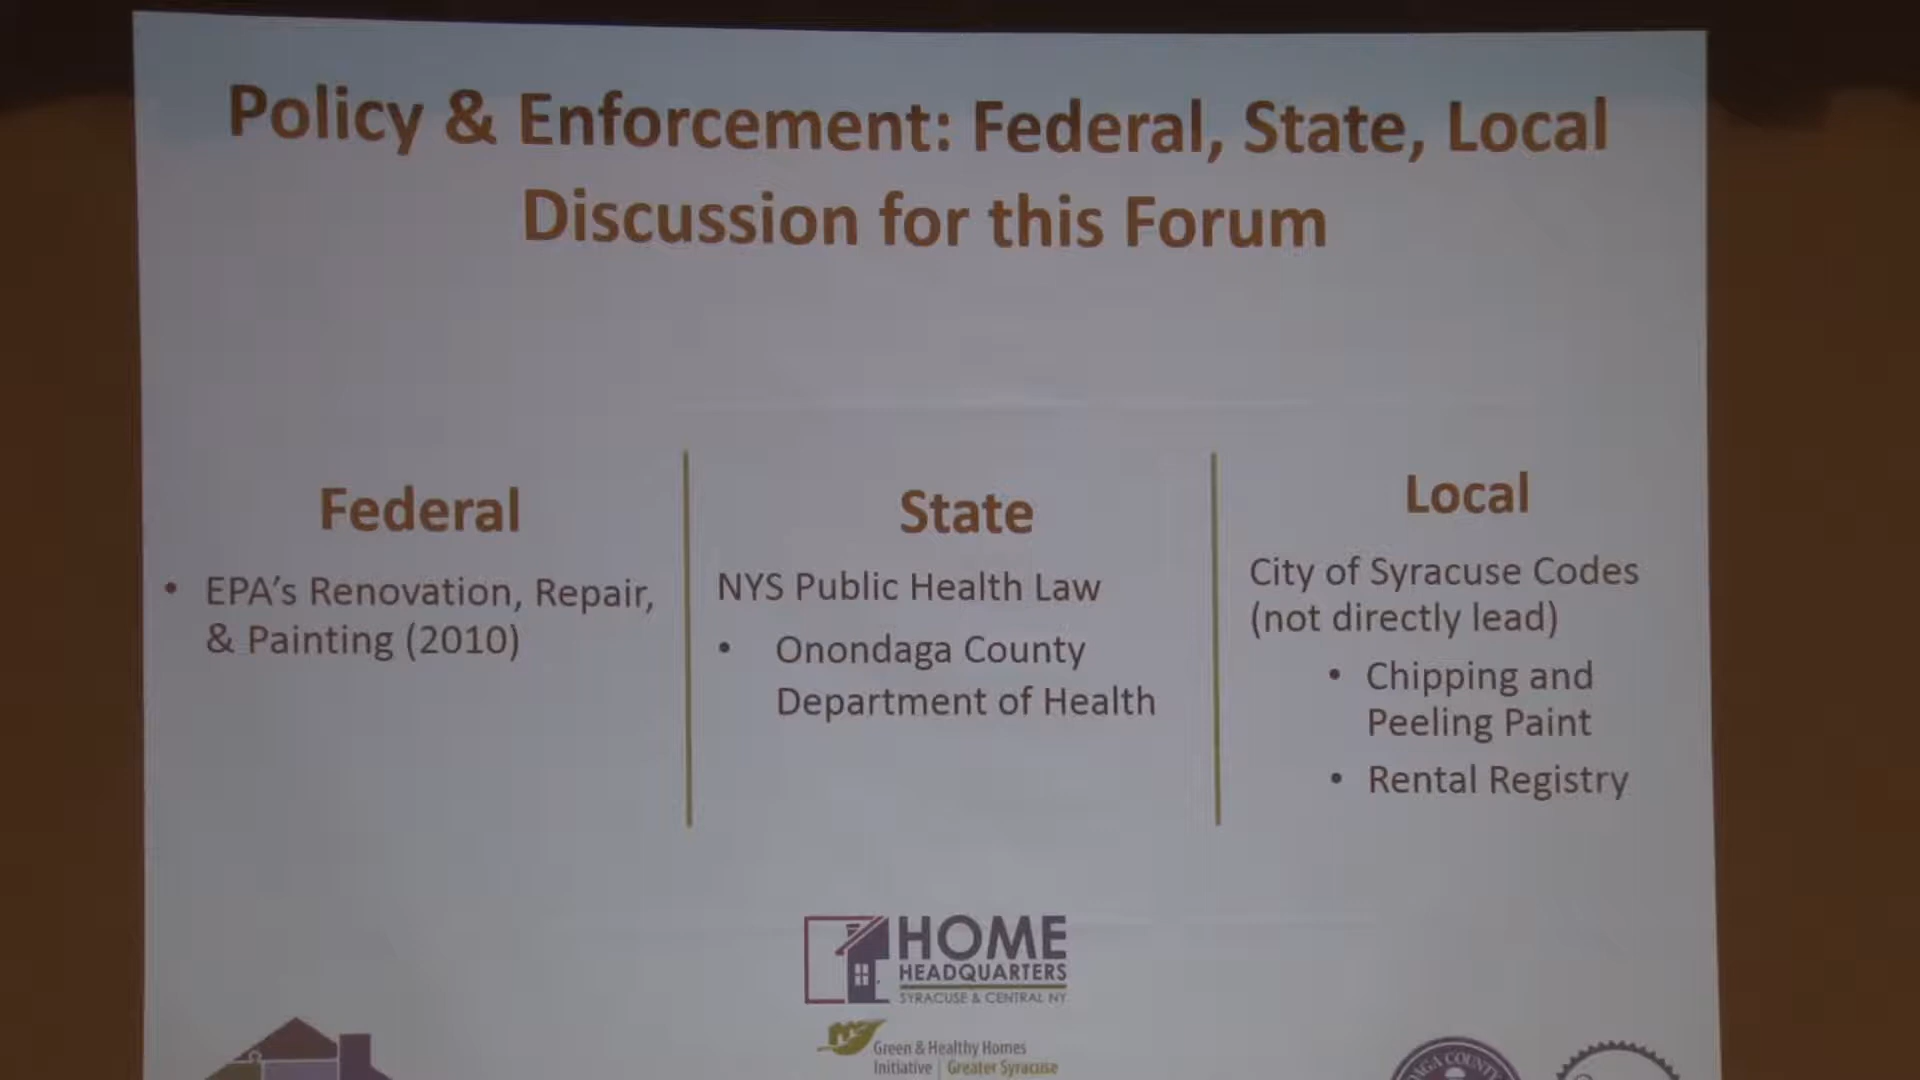 Policy & Enforcement: Federal, State, Local
Discussion for this Forum
Federal
• EPA's Renovation, Repair,
& Painting (2010)
State
NYS Public Health Law
• Onondaga County
Department of Health
Local
City of Syracuse Codes
(not directly lead)
• Chipping and
Peeling Paint
• Rental Registry
HOME
HEADQUARTERS
SYRACUSE & CENTRAL NY
Green & Healthy Homes
Initiative | Greater Syracuse
COUNTY